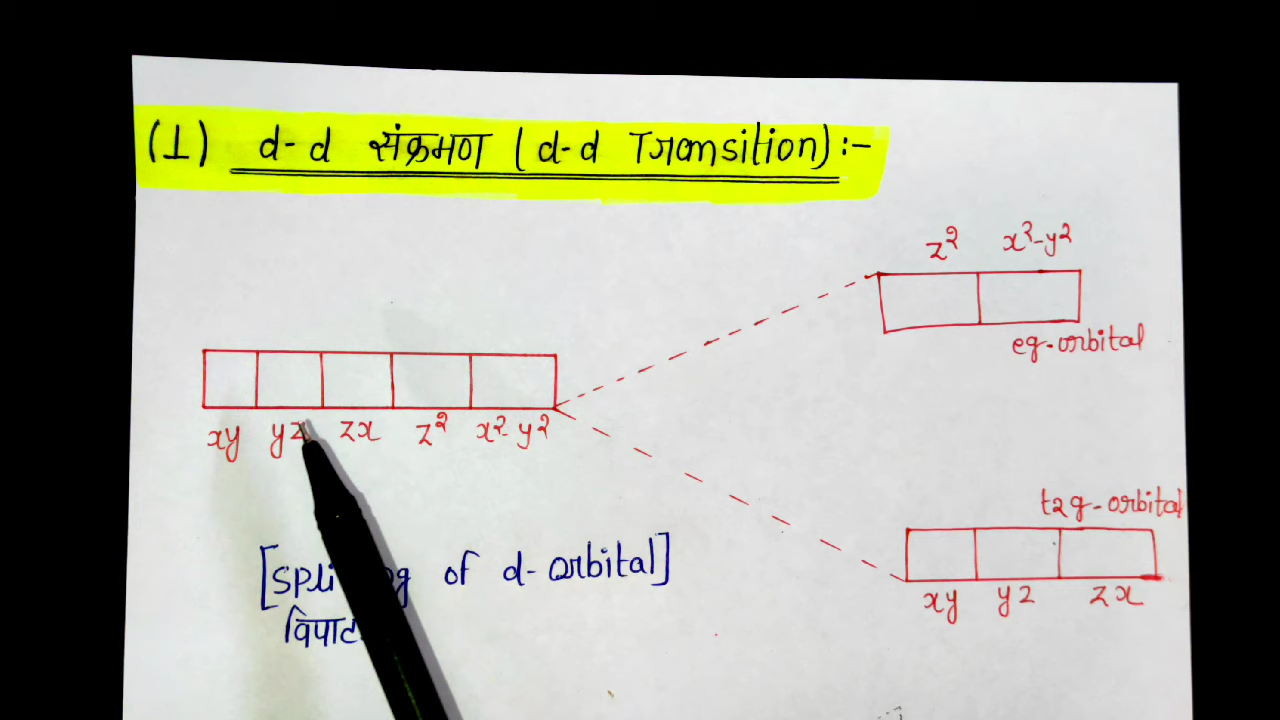 (1) d-d संक्रमण (d-d Transition):-
z² x²-y²
eg-orbital
xy yz zx z² x²-y²
t2g-orbital
xy yz zx
[ of d-orbital]